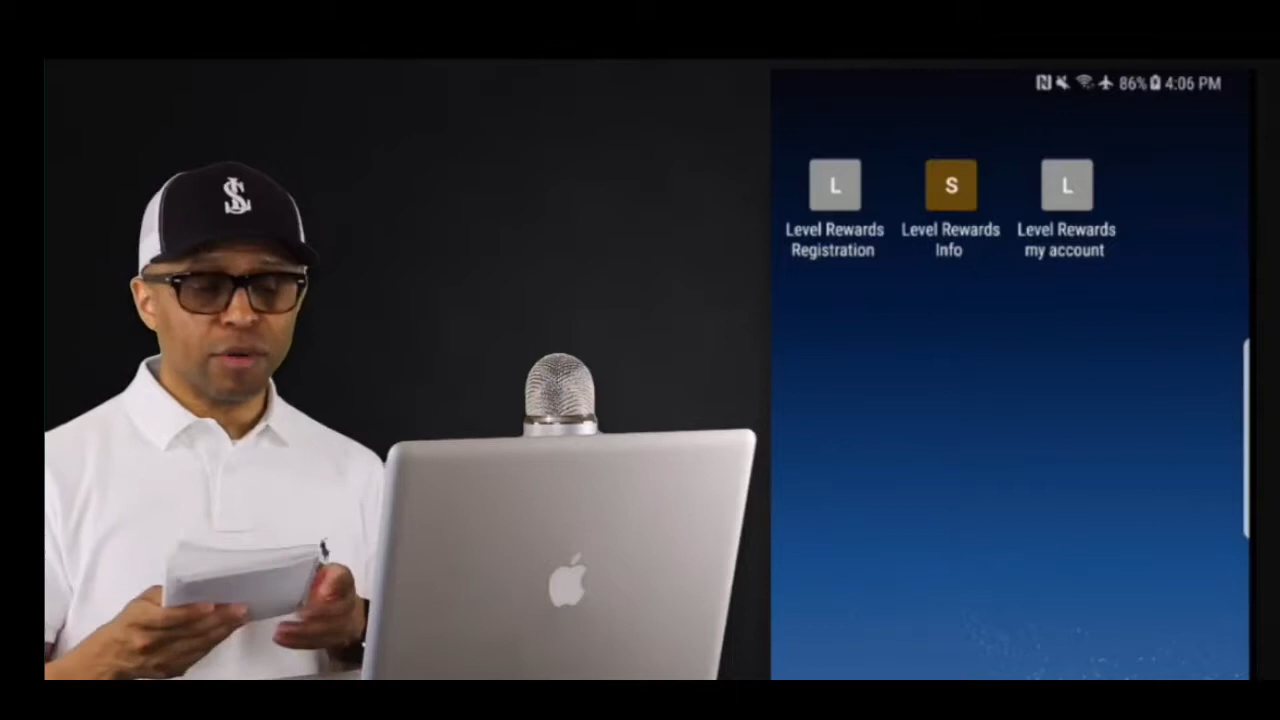 86% 4:06 PM
L
S
L
Level Rewards
Registration
Level Rewards
Info
Level Rewards
my account